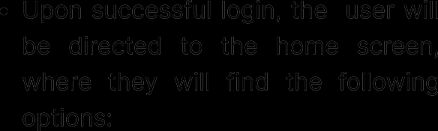 • Upon successful login, the user will
be directed to the home screen,
where they will find the following
options: